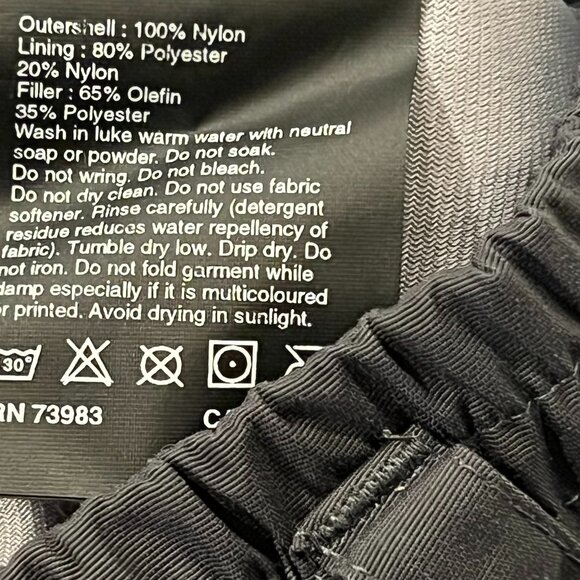 Outershell : 100% Nylon
Lining : 80% Polyester
20% Nylon
Filler : 65% Olefin
35% Polyester
Wash in luke warm water with neutral
soap or powder. Do not soak.
Do not wring. Do not bleach.
Do not dry clean. Do not use fabric
softener. Rinse carefully (detergent
residue reduces water repellency of
fabric). Tumble dry low. Drip dry. Do
not iron. Do not fold garment while
damp especially if it is multicoloured
or printed. Avoid drying in sunlight.
30°
RN 73983 CA